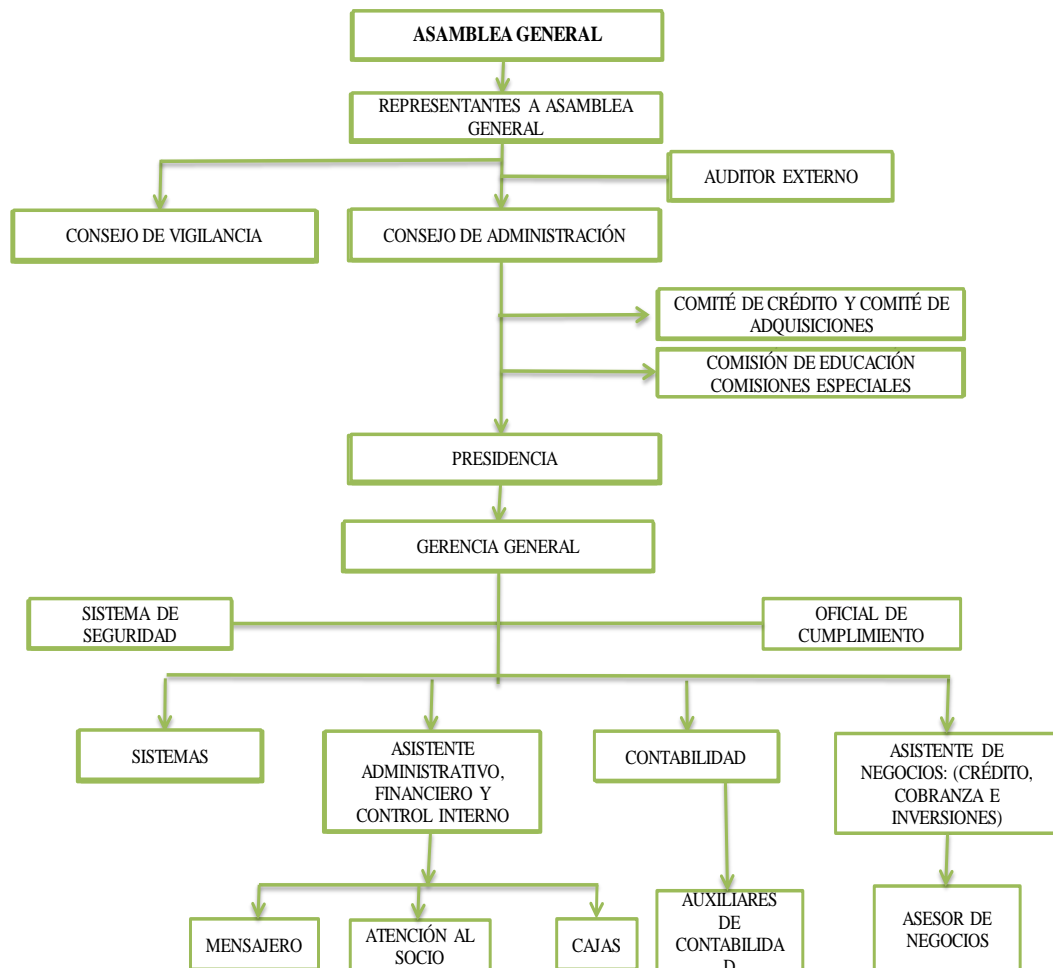 ASAMBLEA GENERAL
REPRESENTANTES A ASAMBLEA
GENERAL
AUDITOR EXTERNO
CONSEJO DE VIGILANCIA
CONSEJO DE ADMINISTRACIÓN
COMITÉ DE CRÉDITO Y COMITÉ DE
ADQUISICIONES
COMISIÓN DE EDUCACIÓN
COMISIONES ESPECIALES
PRESIDENCIA
GERENCIA GENERAL
SISTEMA DE
SEGURIDAD
OFICIAL DE
CUMPLIMIENTO
SISTEMAS
ASISTENTE
ADMINISTRATIVO,
FINANCIERO Y
CONTROL INTERNO
CONTABILIDAD
ASISTENTE DE
NEGOCIOS: (CRÉDITO,
COBRANZA E
INVERSIONES)
MENSAJERO
ATENCIÓN AL
SOCIO
CAJAS
AUXILIARES
DE
CONTABILIDA
D
ASESOR DE
NEGOCIOS